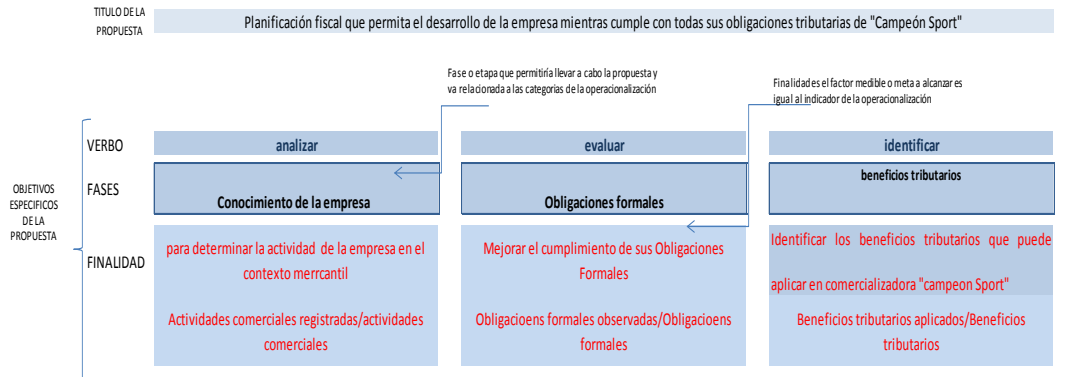 TITULO DE LA
PROPUESTA
Planificación fiscal que permita el desarrollo de la empresa mientras cumple con todas sus obligaciones tributarias de "Campeón Sport"
Fase o etapa que permitiría llevar a cabo la propuesta y
va relacionada a las categorias de la operacionalización
Finalidad es el factor medible o meta a alcanzar es
igual al indicador de la operacionalización
OBJETIVOS
ESPECIFICOS
DE LA
PROPUESTA
VERBO
analizar
evaluar
identificar
FASES
Conocimiento de la empresa
Obligaciones formales
beneficios tributarios
FINALIDAD
para determinar la actividad de la empresa en el
contexto merrcantil
Mejorar el cumplimiento de sus Obligaciones
Formales
Identificar los beneficios tributarios que puede
aplicar en comercializadora "campeon Sport"
Actividades comerciales registradas/actividades
comerciales
Obligacioens formales observadas/Obligacioens
formales
Beneficios tributarios aplicados/Beneficios
tributarios